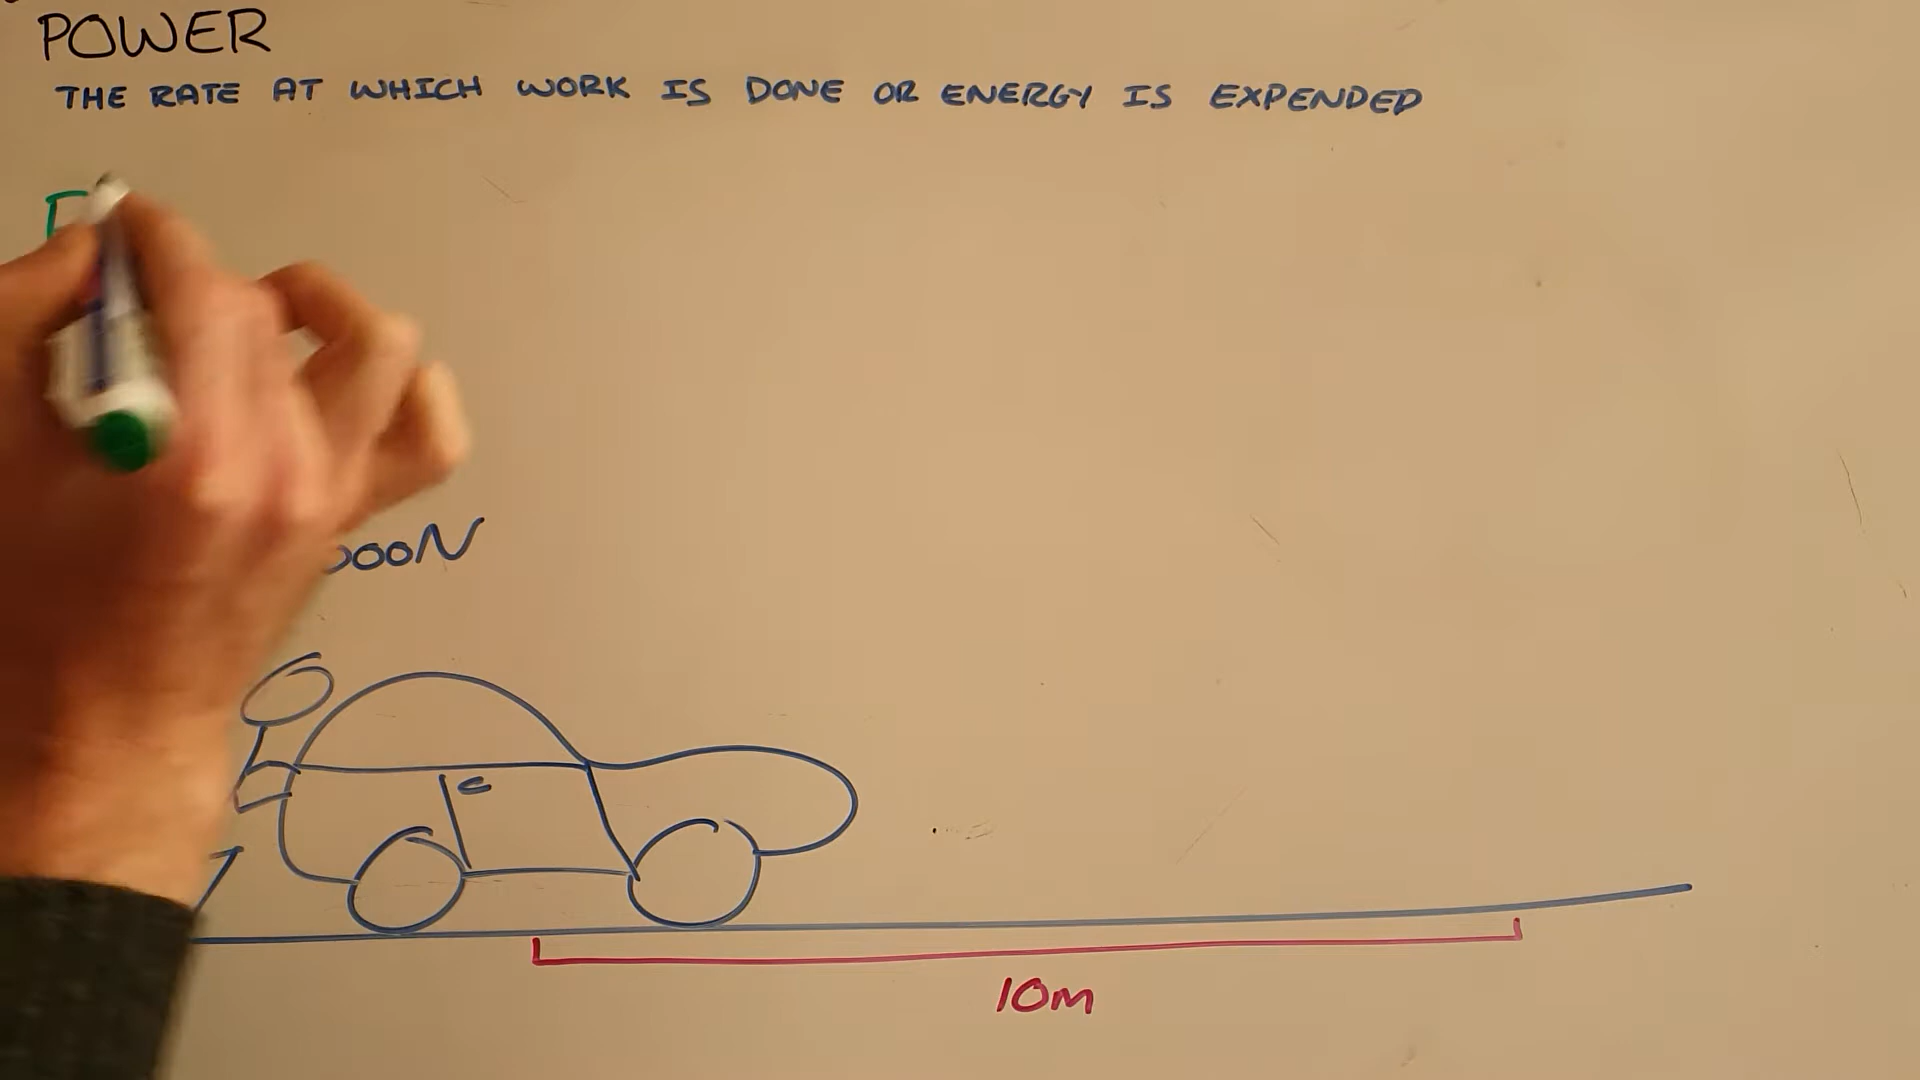 POWER
THE RATE AT WHICH WORK IS DONE OR ENERGY IS EXPENDED
10m